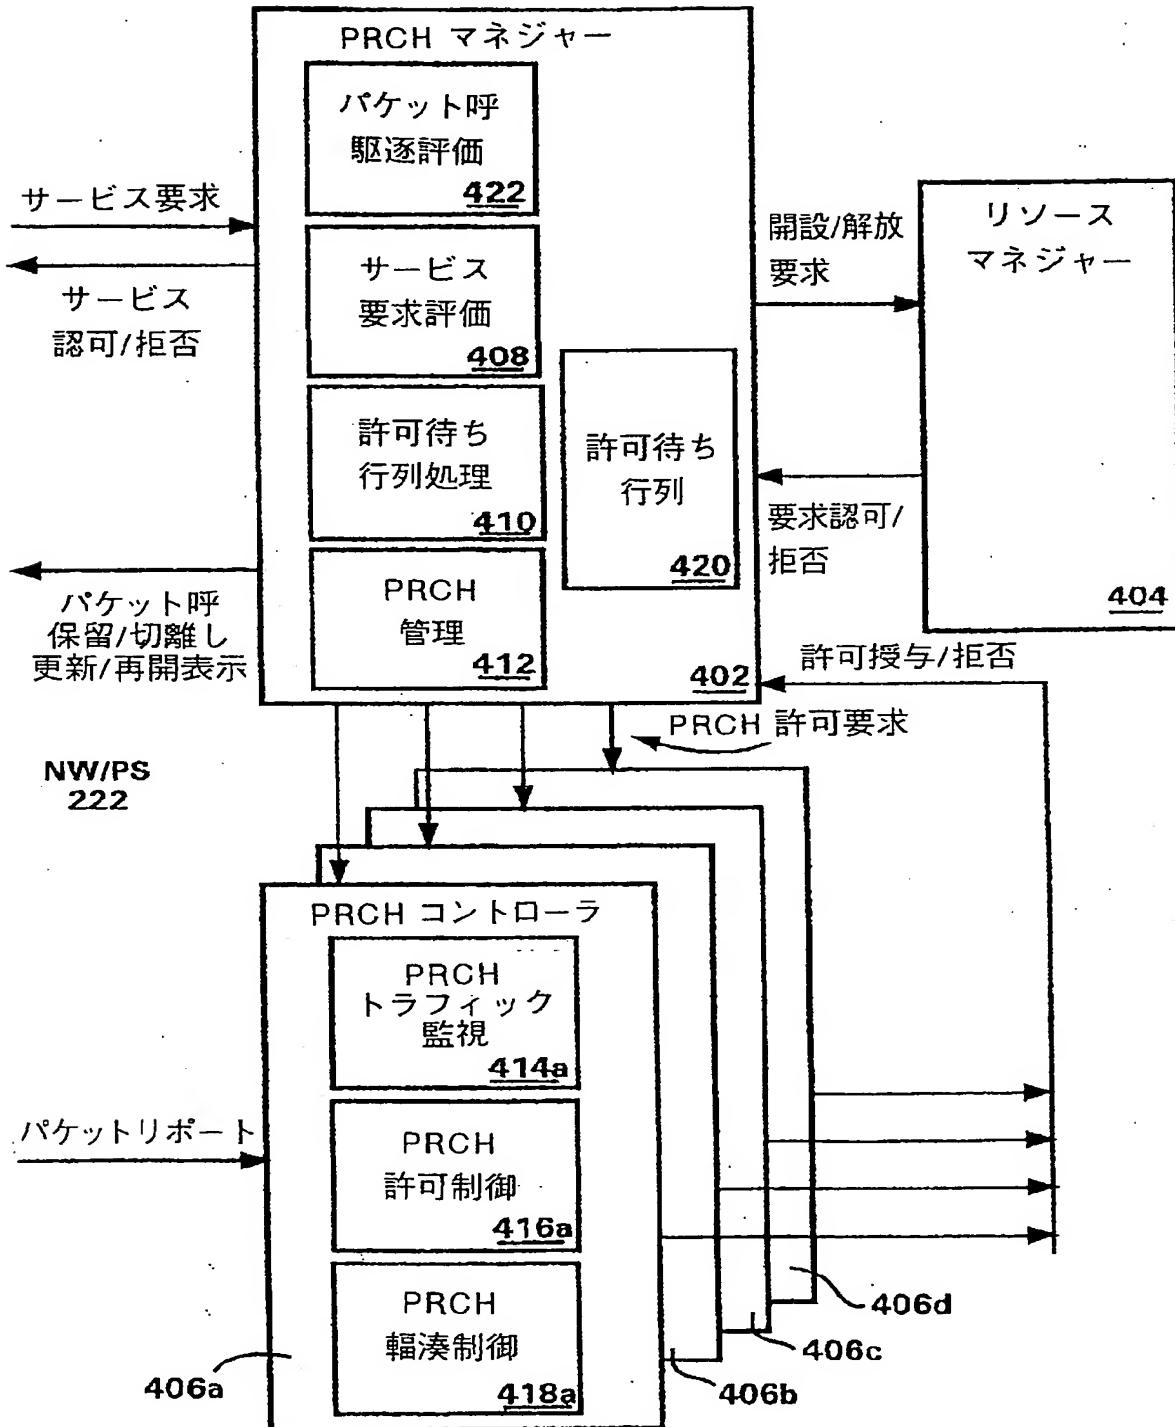 PRCH マネジャー
パケット呼
駆逐評価
422
サービス要求
サービス
認可/拒否
サービス
要求評価
408
開設/解放
要求
リソース
マネジャー
404
許可待ち
行列処理
410
許可待ち
行列
420
要求認可/
拒否
パケット呼
保留/切離し
更新/再開表示
PRCH
管理
412
402
許可授与/拒否
PRCH 許可要求
NW/PS
222
PRCH コントローラ
PRCH
トラフィック
監視
414a
パケットリポート
PRCH
許可制御
416a
PRCH
輻湊制御
418a
406a
406b
406c
406d